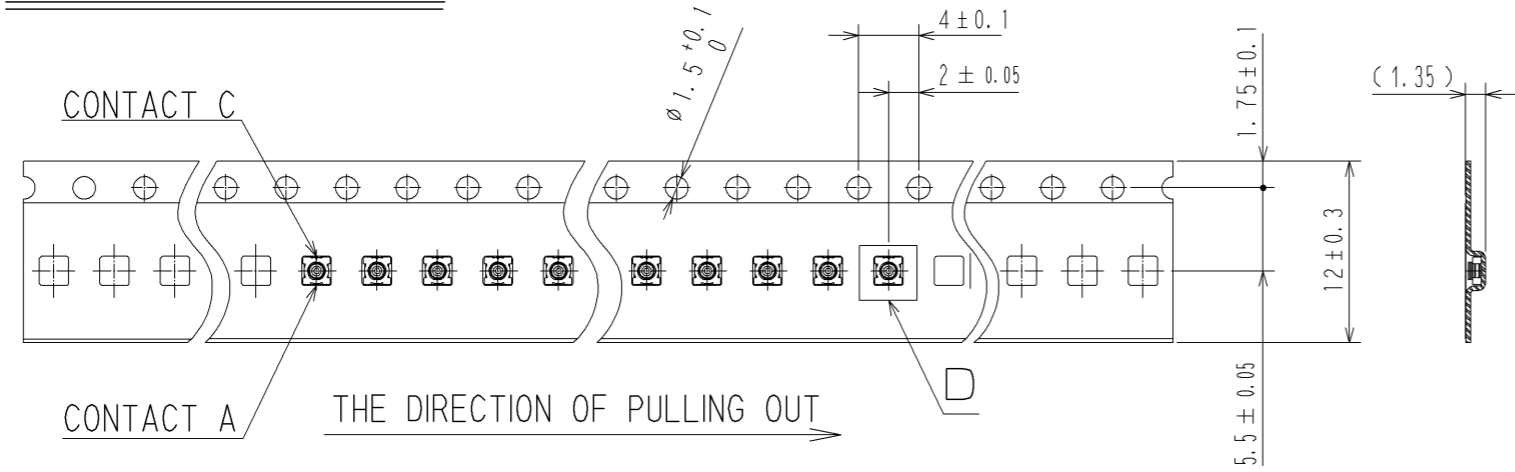 4±0.1
ø1.5 +0.1 0
2±0.05
1.75±0.1
(1.35)
CONTACT C
12±0.3
CONTACT A
THE DIRECTION OF PULLING OUT
D
5.5±0.05